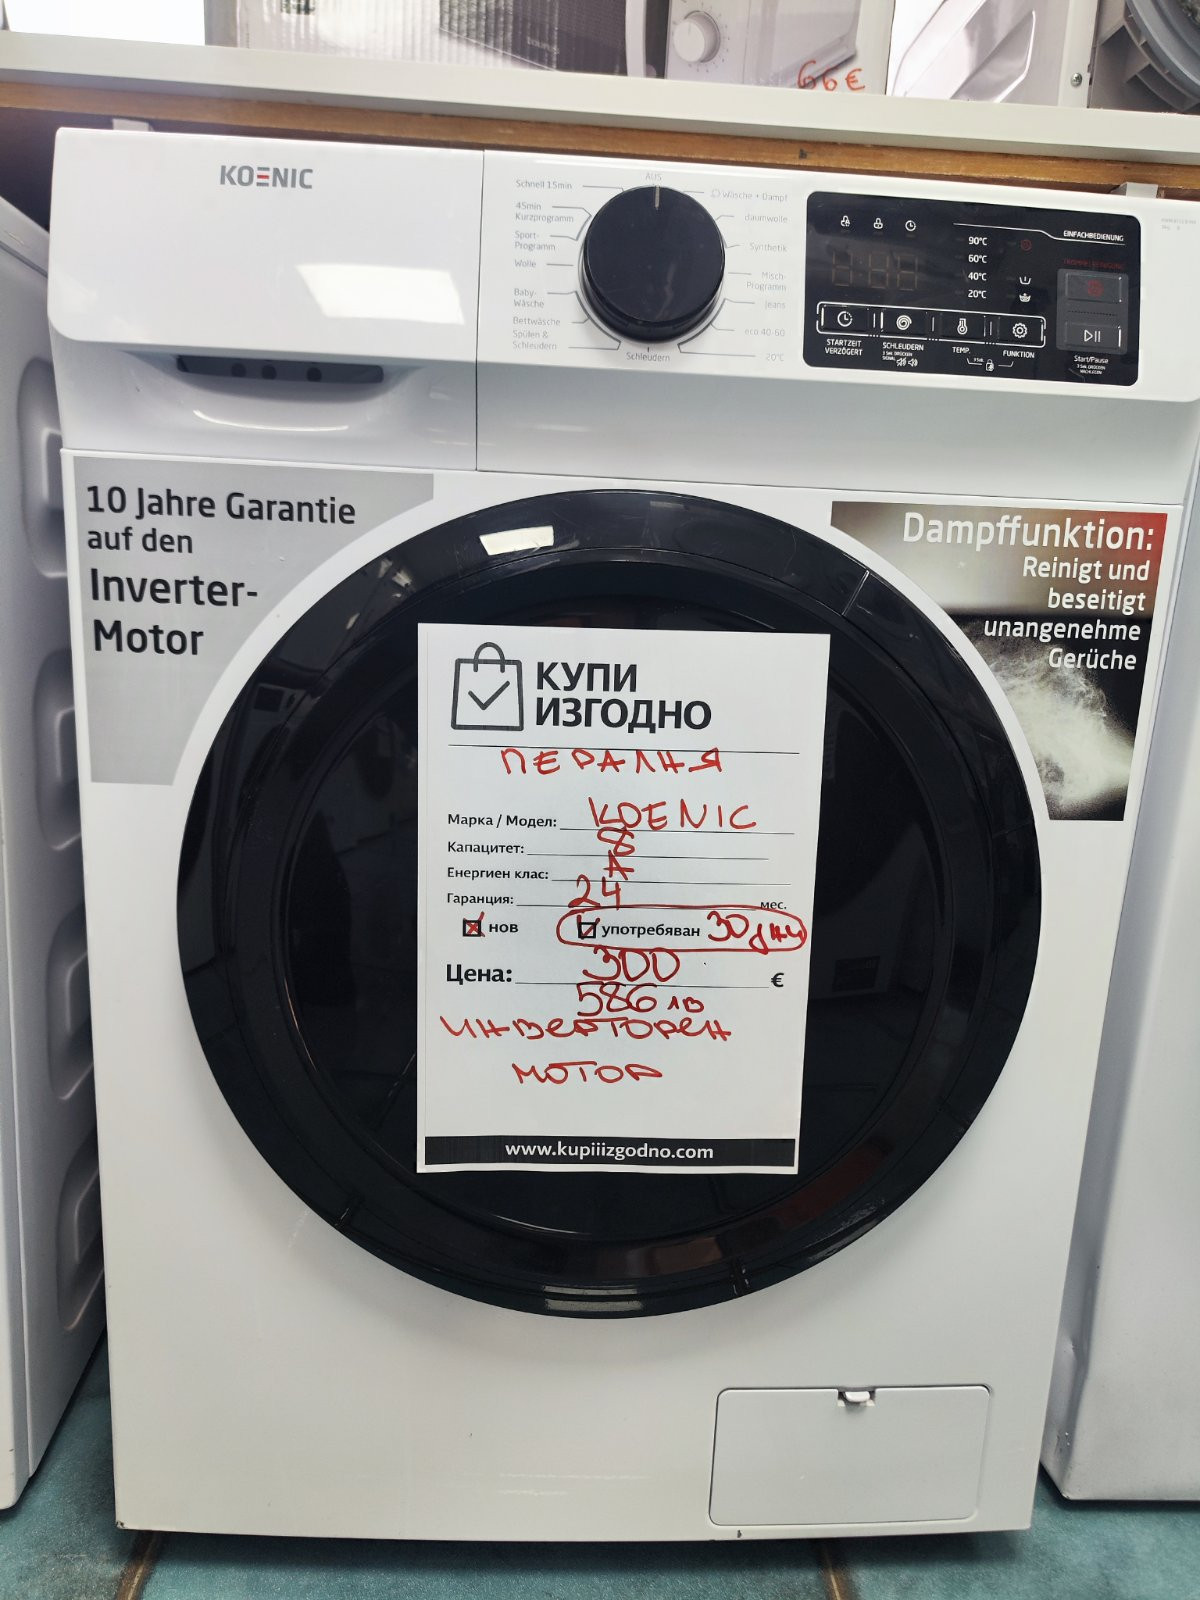 66€
KOENIC
AUS
Schnell 15min
45min
Kurzprogramm
Sport-
Programm
Wolle
Baby-
Wäsche
Bettwäsche
Spülen &
Schleudern
Schleudern
Wäsche + Dampf
daumwolle
Synthetik
Misch-
Programm
Jeans
eco 40-60
20°C
EINFACHBEDIENUNG
90°C
60°C
40°C
20°C
STARTZEIT
VERZÖGERT
SCHLEUDERN
TEMP.
FUNKTION
Start/Pause
10 Jahre Garantie
auf den
Inverter-
Motor
Dampffunktion:
Reinigt und
beseitigt
unangenehme
Gerüche
КУПИ
ИЗГОДНО
ПЕРАЛНЯ
Марка / Модел: KOENIC
Капацитет: 8
Енергиен клас: A
Гаранция: 24 мес.
нов употребяван 30 дни
Цена: 300 €
586 лв
ИНВЕРТОРЕН
МОТОР
www.kupiiizgodno.com